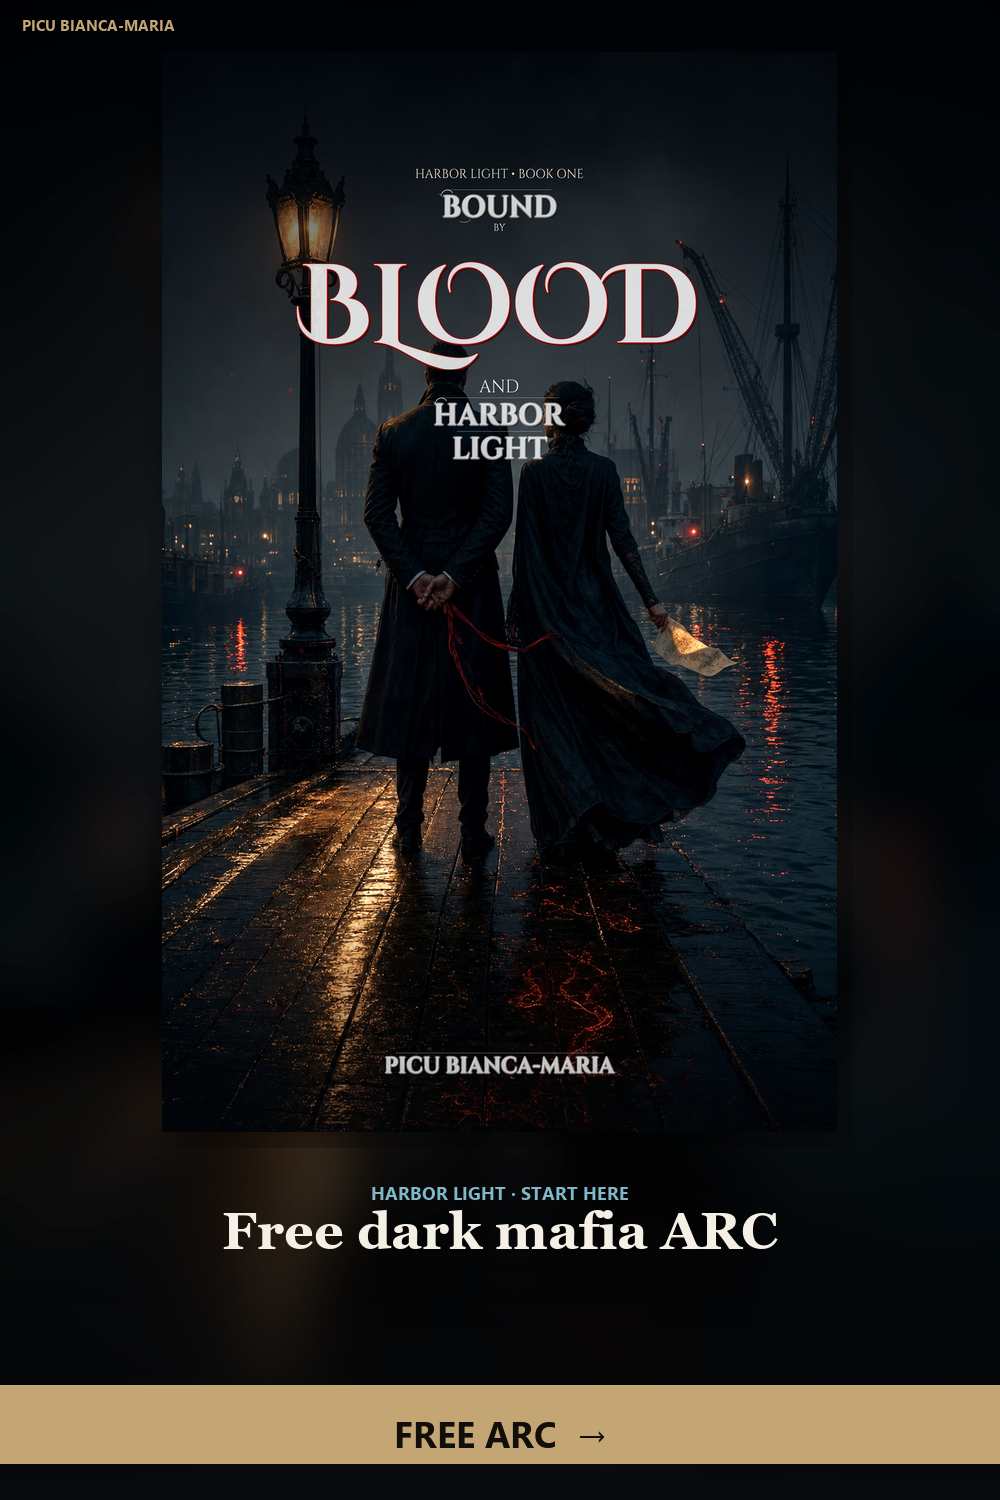 PICU BIANCA-MARIA
HARBOR LIGHT • BOOK ONE
BOUND
BY
BLOOD
AND
HARBOR
LIGHT
PICU BIANCA-MARIA
HARBOR LIGHT · START HERE
Free dark mafia ARC
FREE ARC →